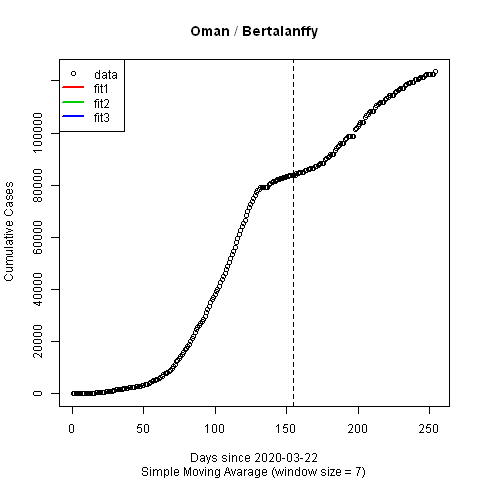 Oman / Bertalanffy
data
fit1
fit2
fit3
Cumulative Cases
0
20000
40000
60000
80000
100000
0
50
100
150
200
250
Days since 2020-03-22
Simple Moving Avarage (window size = 7)